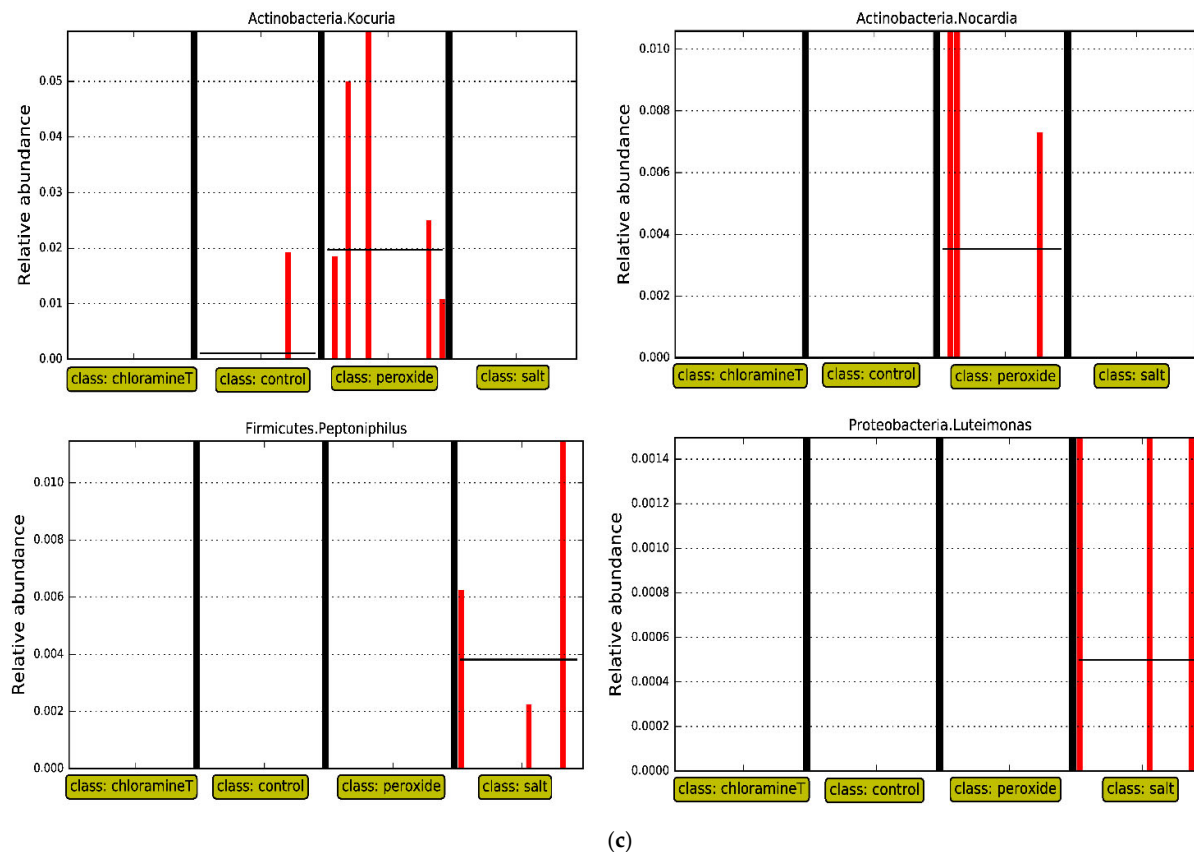 Actinobacteria.Kocuria
Relative abundance
0.05
0.04
0.03
0.02
0.01
0.00
class: chloramineT
class: control
class: peroxide
class: salt
Actinobacteria.Nocardia
Relative abundance
0.010
0.008
0.006
0.004
0.002
0.000
class: chloramineT
class: control
class: peroxide
class: salt
Firmicutes.Peptoniphilus
Relative abundance
0.010
0.008
0.006
0.004
0.002
0.000
class: chloramineT
class: control
class: peroxide
class: salt
Proteobacteria.Luteimonas
Relative abundance
0.0014
0.0012
0.0010
0.0008
0.0006
0.0004
0.0002
0.0000
class: chloramineT
class: control
class: peroxide
class: salt
(c)